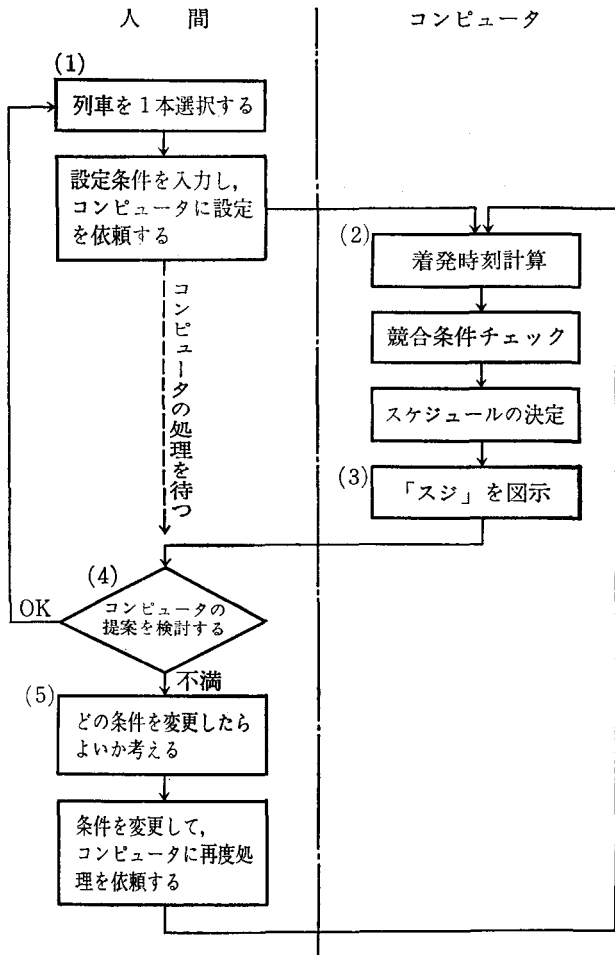 人 間
コンピュータ
(1)
列車を1本選択する
設定条件を入力し,
コンピュータに設定
を依頼する
コンピュータの処理を待つ
(2)
着発時刻計算
競合条件チェック
スケジュールの決定
(3)
「スジ」を図示
(4)
コンピュータの
提案を検討する
OK
不満
(5)
どの条件を変更したら
よいか考える
条件を変更して,
コンピュータに再度処
理を依頼する